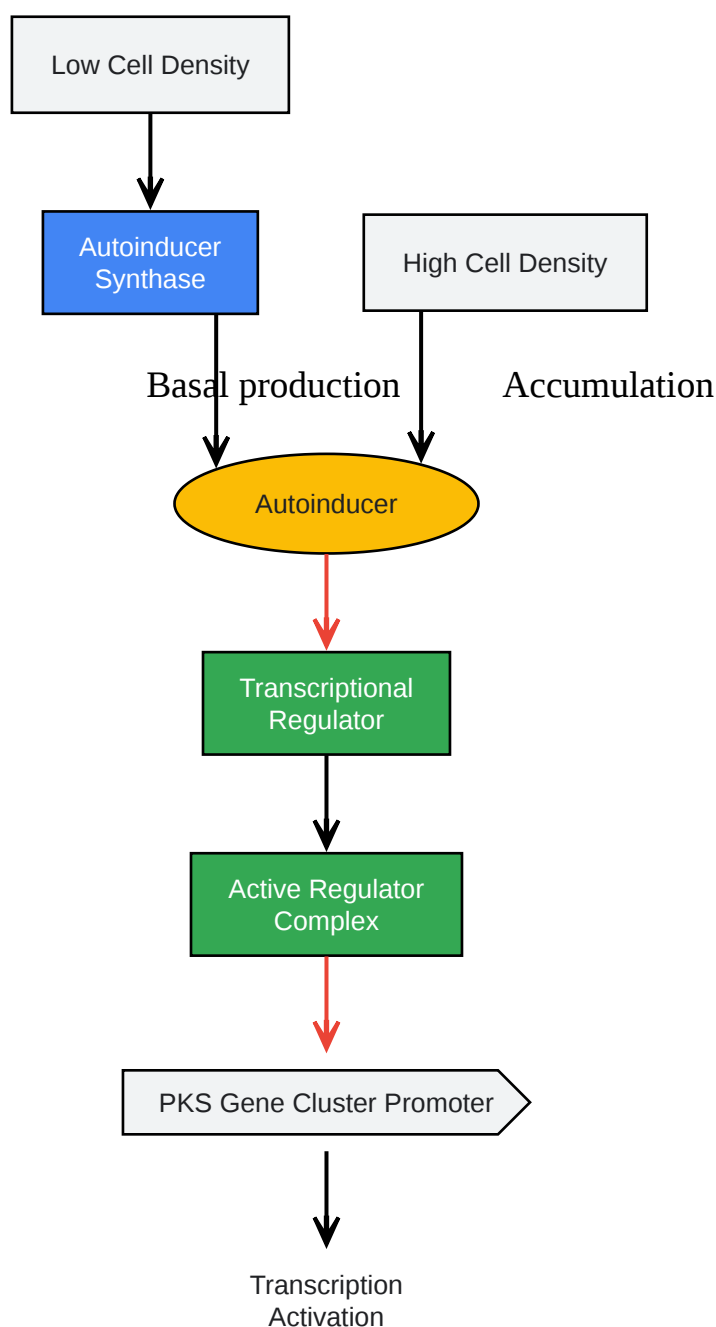 Low Cell Density
Autoinducer
Synthase
High Cell Density
Basal production
Accumulation
Autoinducer
Transcriptional
Regulator
Active Regulator
Complex
PKS Gene Cluster Promoter
Transcription
Activation